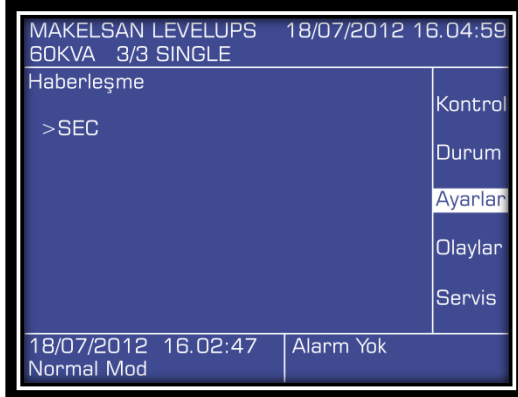 MAKELSAN LEVELUPS 18/07/2012 16.04:59
60KVA 3/3 SINGLE
Haberleşme
>SEC
Kontrol
Durum
Ayarlar
Olaylar
Servis
18/07/2012 16.02:47
Normal Mod
Alarm Yok